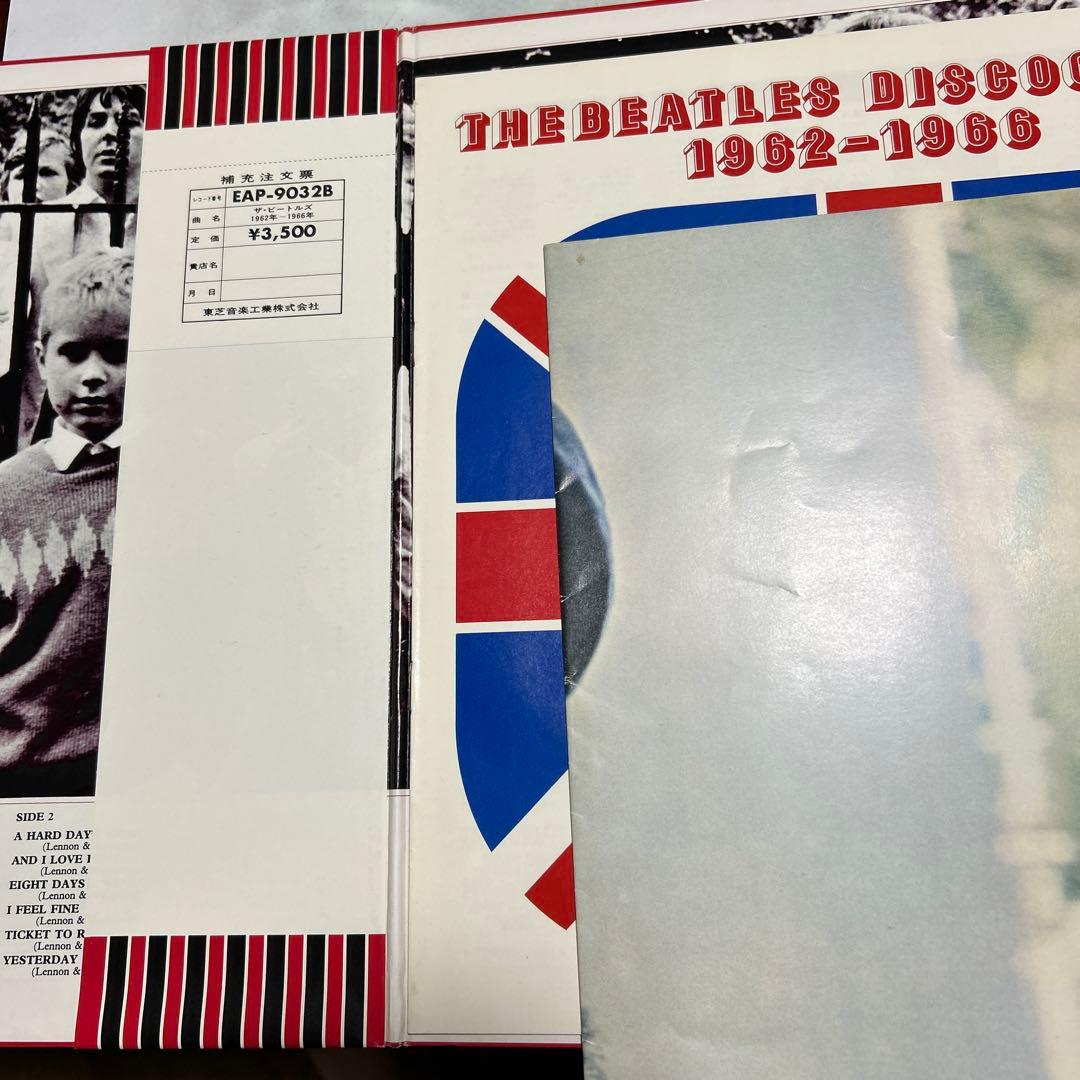 補充注文票
レコード番号 EAP-9032B
曲名 ザ・ビートルズ
1962年-1966年
定価 ¥3,500
貴店名
月日
東芝音楽工業株式会社
THE BEATLES DISCOG
1962-1966
SIDE 2
A HARD DAY'
(Lennon &
AND I LOVE H
(Lennon &
EIGHT DAYS
(Lennon &
I FEEL FINE
(Lennon &
TICKET TO R
(Lennon &
YESTERDAY
(Lennon &